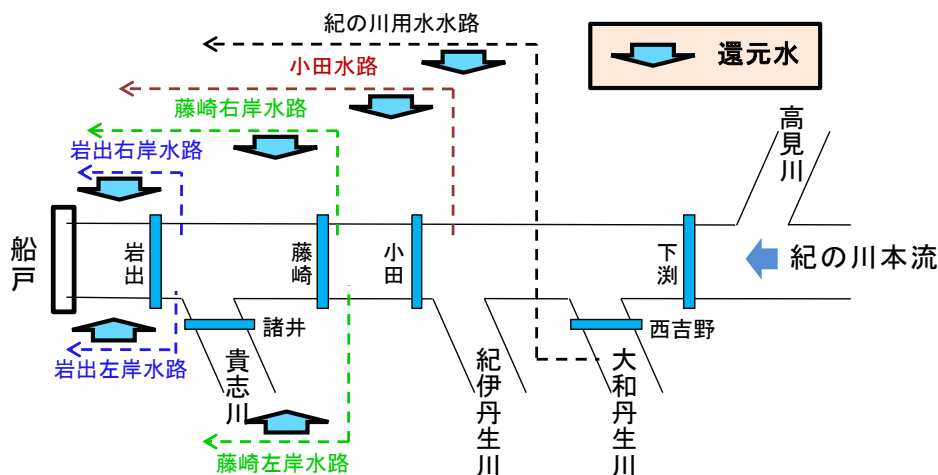 紀の川用水水路
還元水
小田水路
藤崎右岸水路
高見川
岩出右岸水路
船戸
岩出
藤崎
小田
下渕
紀の川本流
諸井
西吉野
岩出左岸水路
貴志川
紀伊丹生川
大和丹生川
藤崎左岸水路